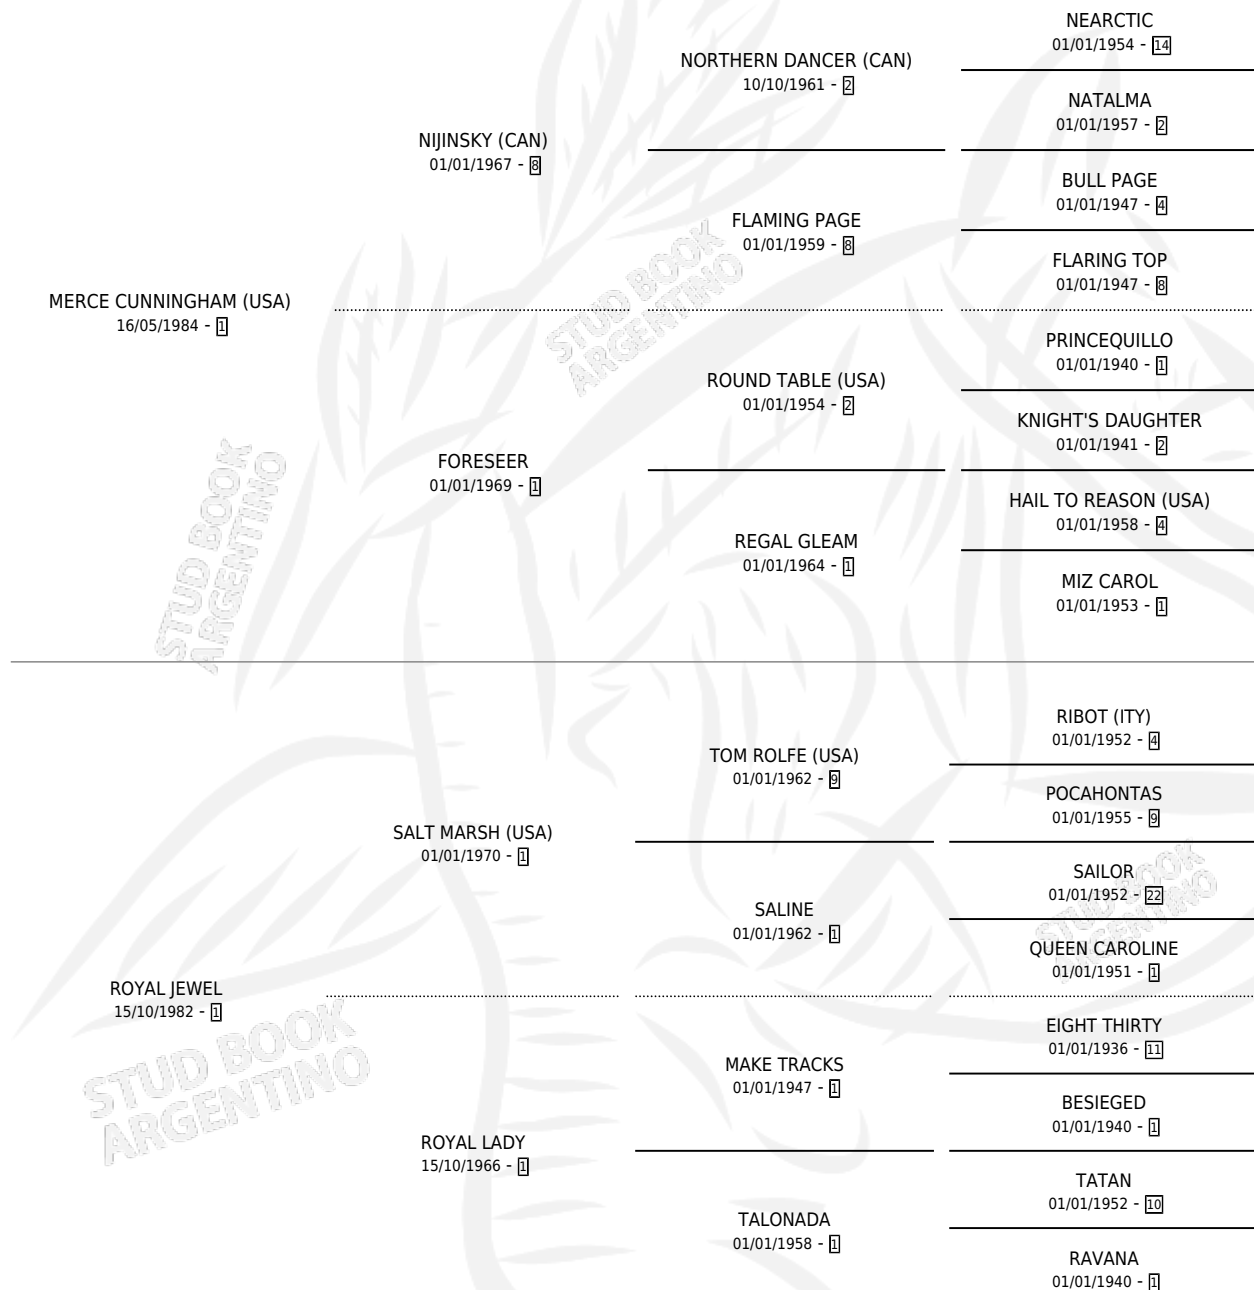 NEARCTIC
01/01/1954 - 14
NORTHERN DANCER (CAN)
10/10/1961 - 2
NATALMA
01/01/1957 - 2
NIJINSKY (CAN)
01/01/1967 - 8
BULL PAGE
01/01/1947 - 4
FLAMING PAGE
01/01/1959 - 8
FLARING TOP
01/01/1947 - 8
MERCE CUNNINGHAM (USA)
16/05/1984 - 1
PRINCEQUILLO
01/01/1940 - 1
ROUND TABLE (USA)
01/01/1954 - 2
KNIGHT'S DAUGHTER
01/01/1941 - 2
FORESEER
01/01/1969 - 1
HAIL TO REASON (USA)
01/01/1958 - 4
REGAL GLEAM
01/01/1964 - 1
MIZ CAROL
01/01/1953 - 1
RIBOT (ITY)
01/01/1952 - 4
TOM ROLFE (USA)
01/01/1962 - 9
POCAHONTAS
01/01/1955 - 9
SALT MARSH (USA)
01/01/1970 - 1
SAILOR
01/01/1952 - 22
SALINE
01/01/1962 - 1
QUEEN CAROLINE
01/01/1951 - 1
ROYAL JEWEL
15/10/1982 - 1
EIGHT THIRTY
01/01/1936 - 11
MAKE TRACKS
01/01/1947 - 1
BESIEGED
01/01/1940 - 1
ROYAL LADY
15/10/1966 - 1
TATAN
01/01/1952 - 10
TALONADA
01/01/1958 - 1
RAVANA
01/01/1940 - 1
STUD BOOK
ARGENTINO
STUD BOOK
ARGENTINO
STUD BOOK
ARGENTINO
STUD BOOK
ARGENTINO